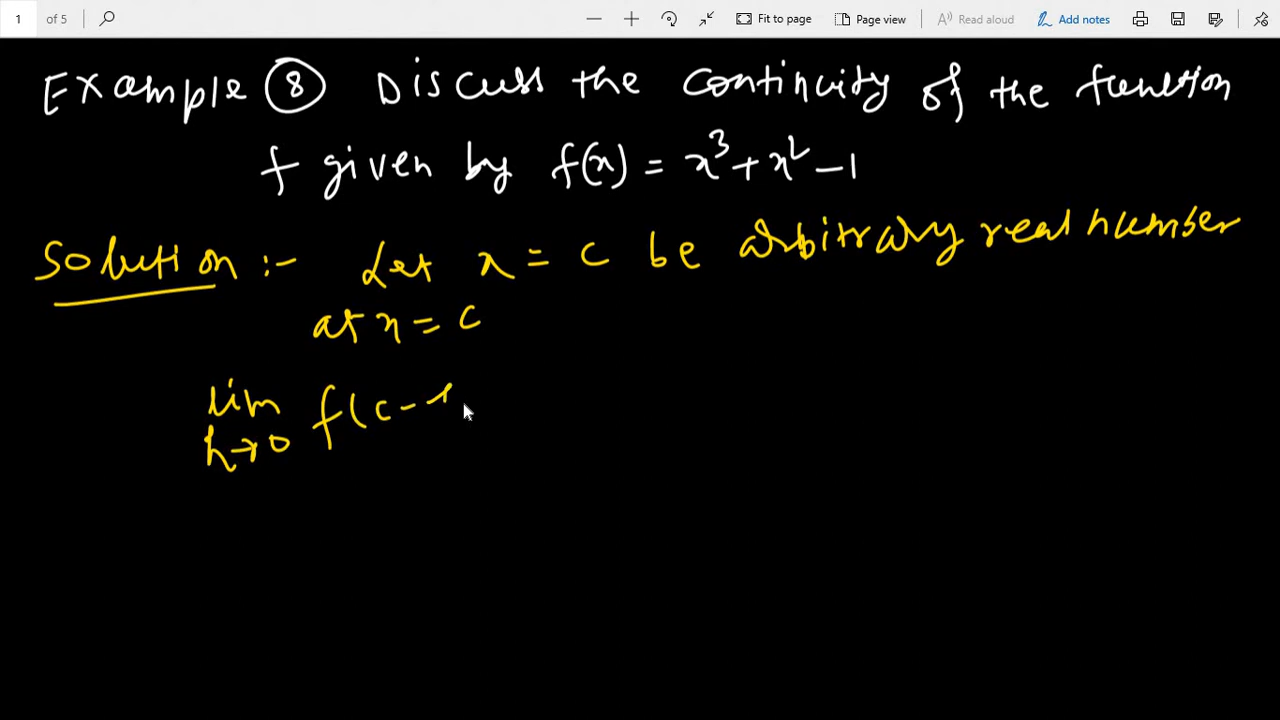 1 of 5 Fit to page Page view Read aloud Add notes
Example ⑧ Discuss the continuity of the function
f given by f(x) = x³ + x² - 1
Solution :- Let x = c be arbitrary real number
at x = c
lim f(c -
h→0